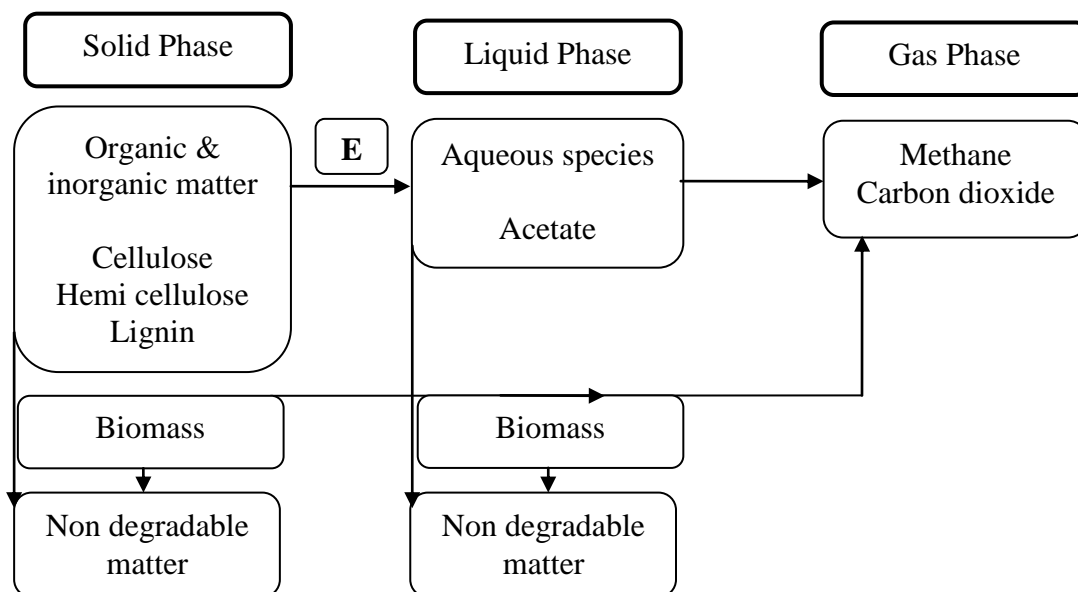 Solid Phase
Liquid Phase
Gas Phase
Organic &
inorganic matter
Cellulose
Hemi cellulose
Lignin
E
Aqueous species
Acetate
Methane
Carbon dioxide
Biomass
Biomass
Non degradable
matter
Non degradable
matter